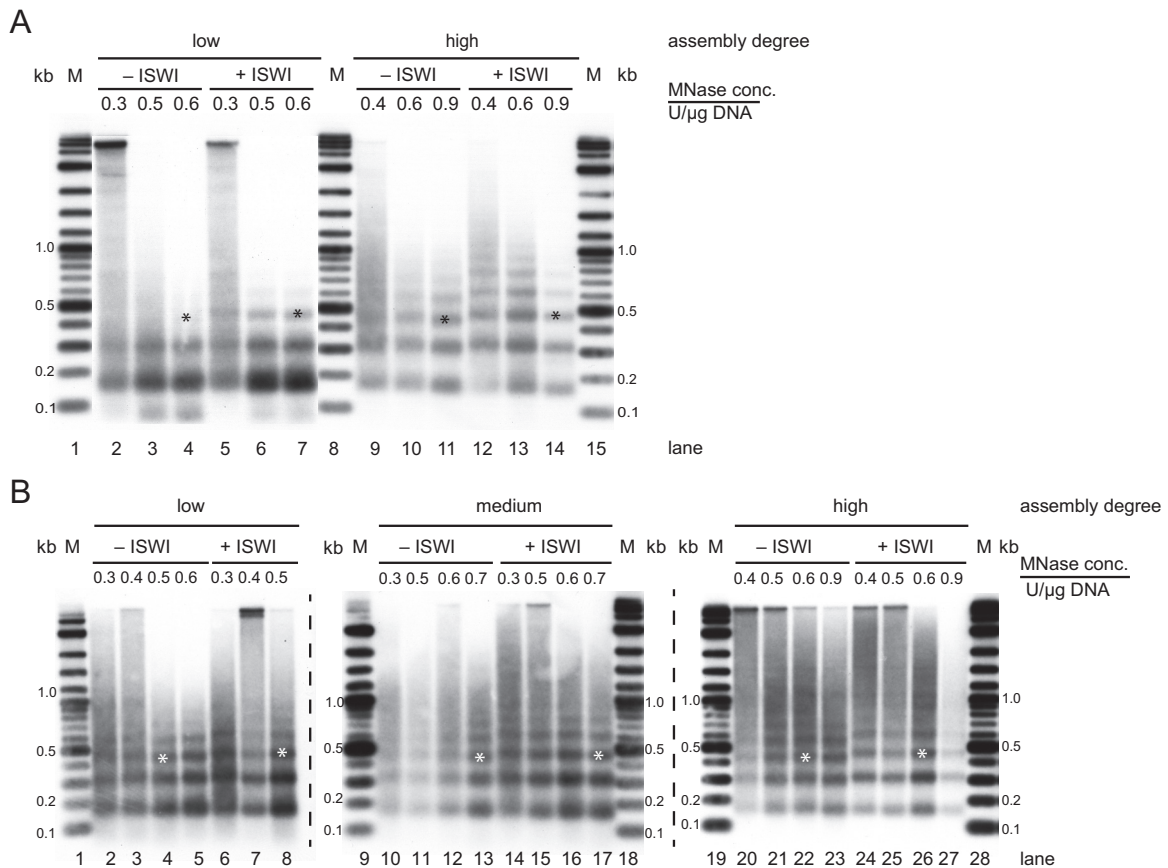 A
low high assembly degree
kb M – ISWI + ISWI M – ISWI + ISWI M kb MNase conc.
0.3 0.5 0.6 0.3 0.5 0.6 0.4 0.6 0.9 0.4 0.6 0.9 U/µg DNA
1.0 1.0
0.5 * * * * 0.5
0.2 0.2
0.1 0.1
1 2 3 4 5 6 7 8 9 10 11 12 13 14 15 lane
B
low medium high assembly degree
kb M – ISWI + ISWI M – ISWI + ISWI M kb kb M – ISWI + ISWI M kb MNase conc.
0.3 0.4 0.5 0.6 0.3 0.4 0.5 0.3 0.5 0.6 0.7 0.3 0.5 0.6 0.7 0.4 0.5 0.6 0.9 0.4 0.5 0.6 0.9 U/µg DNA
1.0 1.0 1.0 1.0
0.5 * * * * 0.5 0.5 * * 0.5
0.2 0.2 0.2 0.2
0.1 0.1 0.1 0.1
1 2 3 4 5 6 7 8 9 10 11 12 13 14 15 16 17 18 19 20 21 22 23 24 25 26 27 28 lane